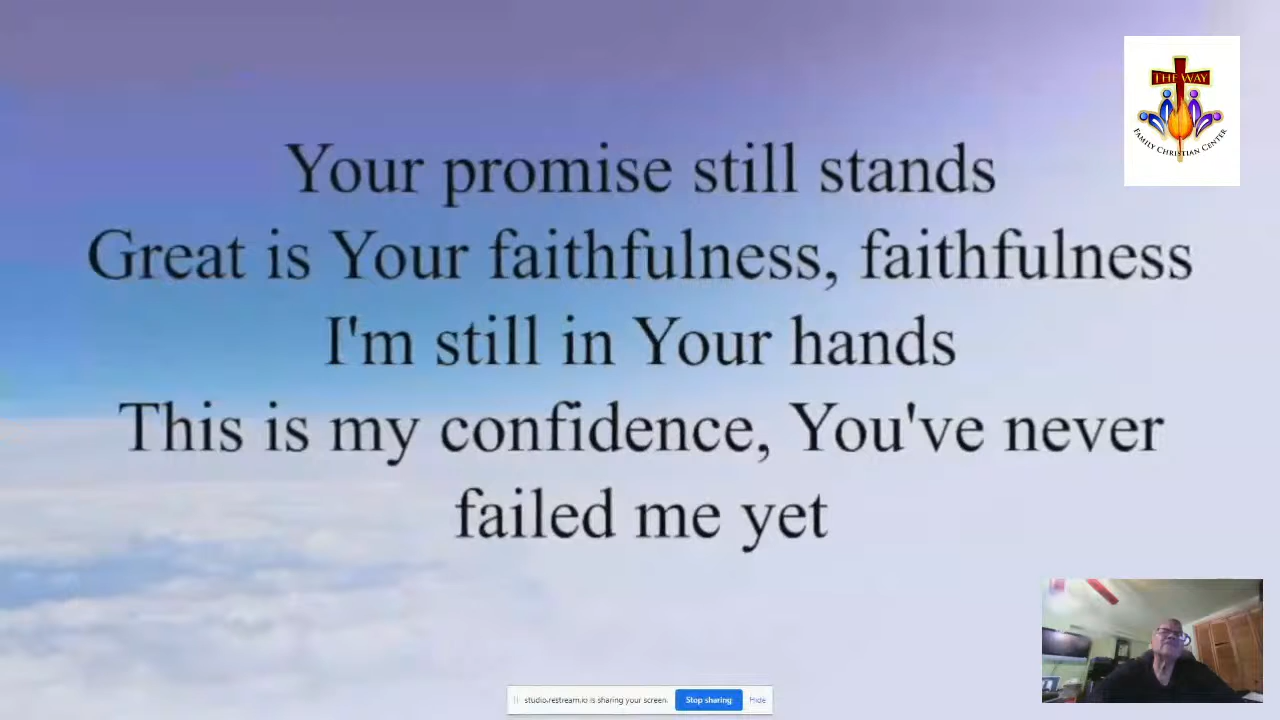 THE WAY
FAMILY CHRISTIAN CENTER
Your promise still stands
Great is Your faithfulness, faithfulness
I'm still in Your hands
This is my confidence, You've never
failed me yet
studio.restream.io is sharing your screen.
Stop sharing
Hide